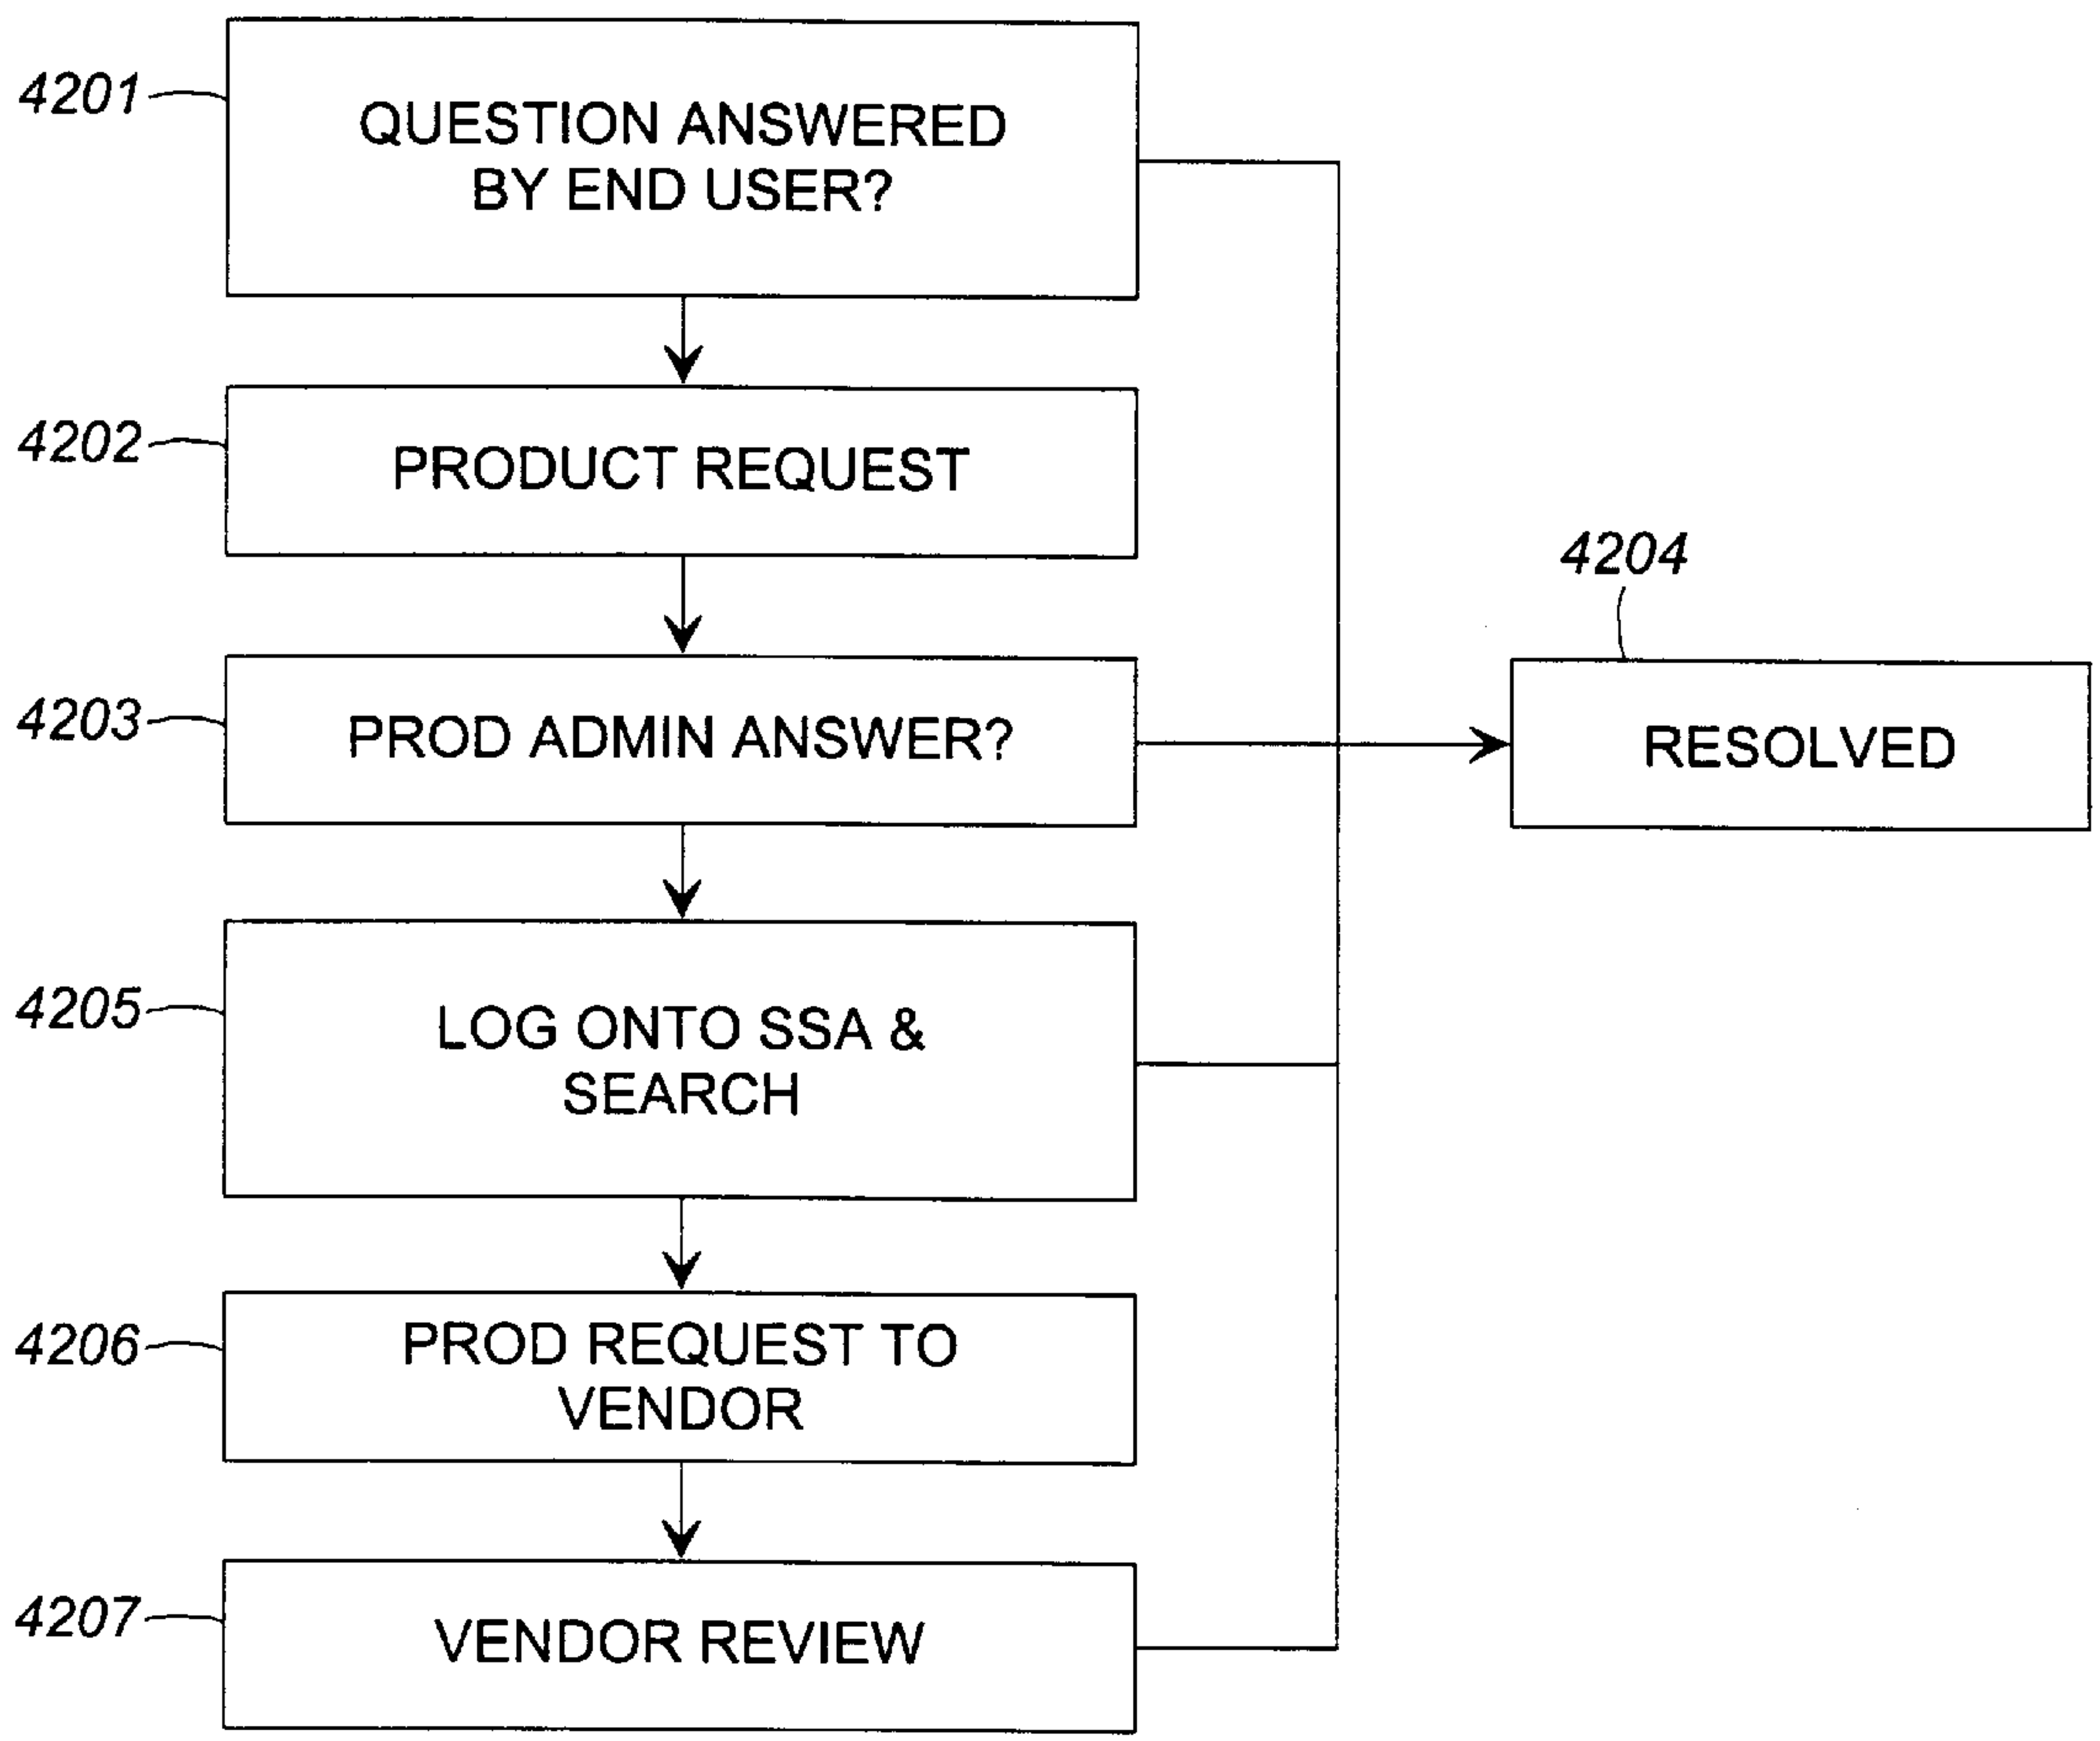 4201
QUESTION ANSWERED
BY END USER?
4202
PRODUCT REQUEST
4203
PROD ADMIN ANSWER?
4204
RESOLVED
4205
LOG ONTO SSA &
SEARCH
4206
PROD REQUEST TO
VENDOR
4207
VENDOR REVIEW